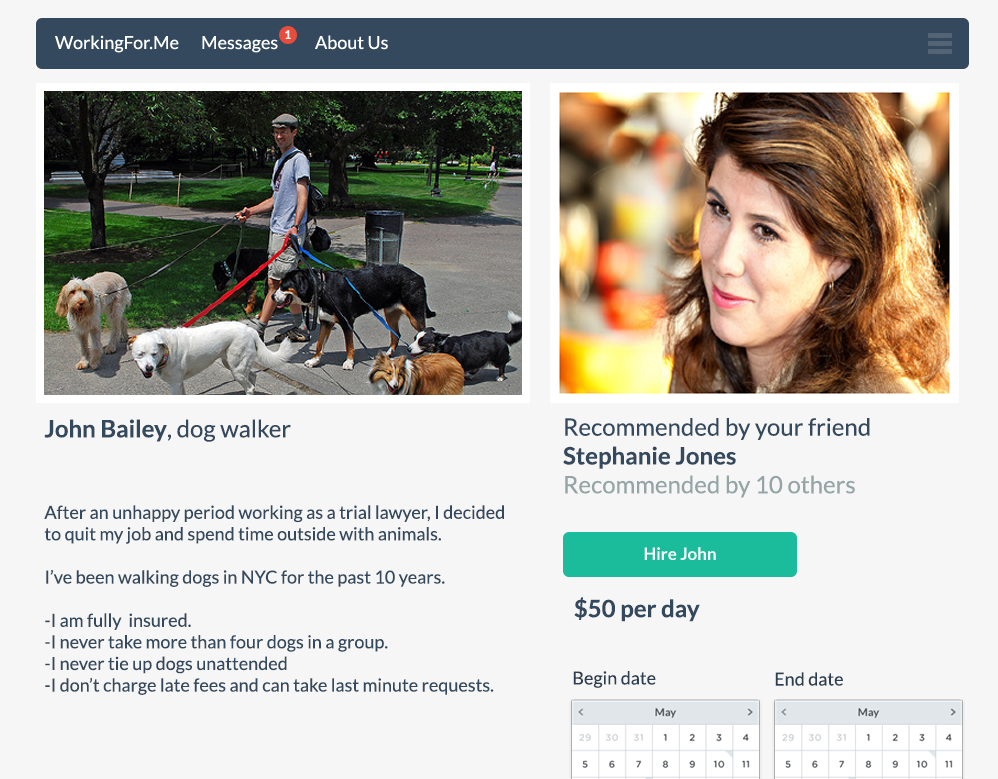 WorkingFor.Me Messages 1 About Us
John Bailey, dog walker
After an unhappy period working as a trial lawyer, I decided
to quit my job and spend time outside with animals.
I've been walking dogs in NYC for the past 10 years.
-I am fully  insured.
-I never take more than four dogs in a group.
-I never tie up dogs unattended
-I don't charge late fees and can take last minute requests.
Recommended by your friend
Stephanie Jones
Recommended by 10 others
Hire John
$50 per day
Begin date
< May >
29 30 31 1 2 3 4
5 6 7 8 9 10 11
End date
< May >
29 30 31 1 2 3 4
5 6 7 8 9 10 11